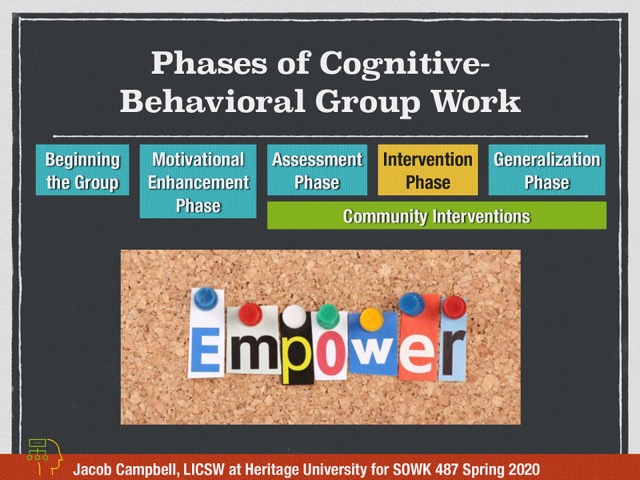 Phases of Cognitive-
Behavioral Group Work
Beginning
the Group
Motivational
Enhancement
Phase
Assessment
Phase
Intervention
Phase
Generalization
Phase
Community Interventions
Empower
Jacob Campbell, LICSW at Heritage University for SOWK 487 Spring 2020